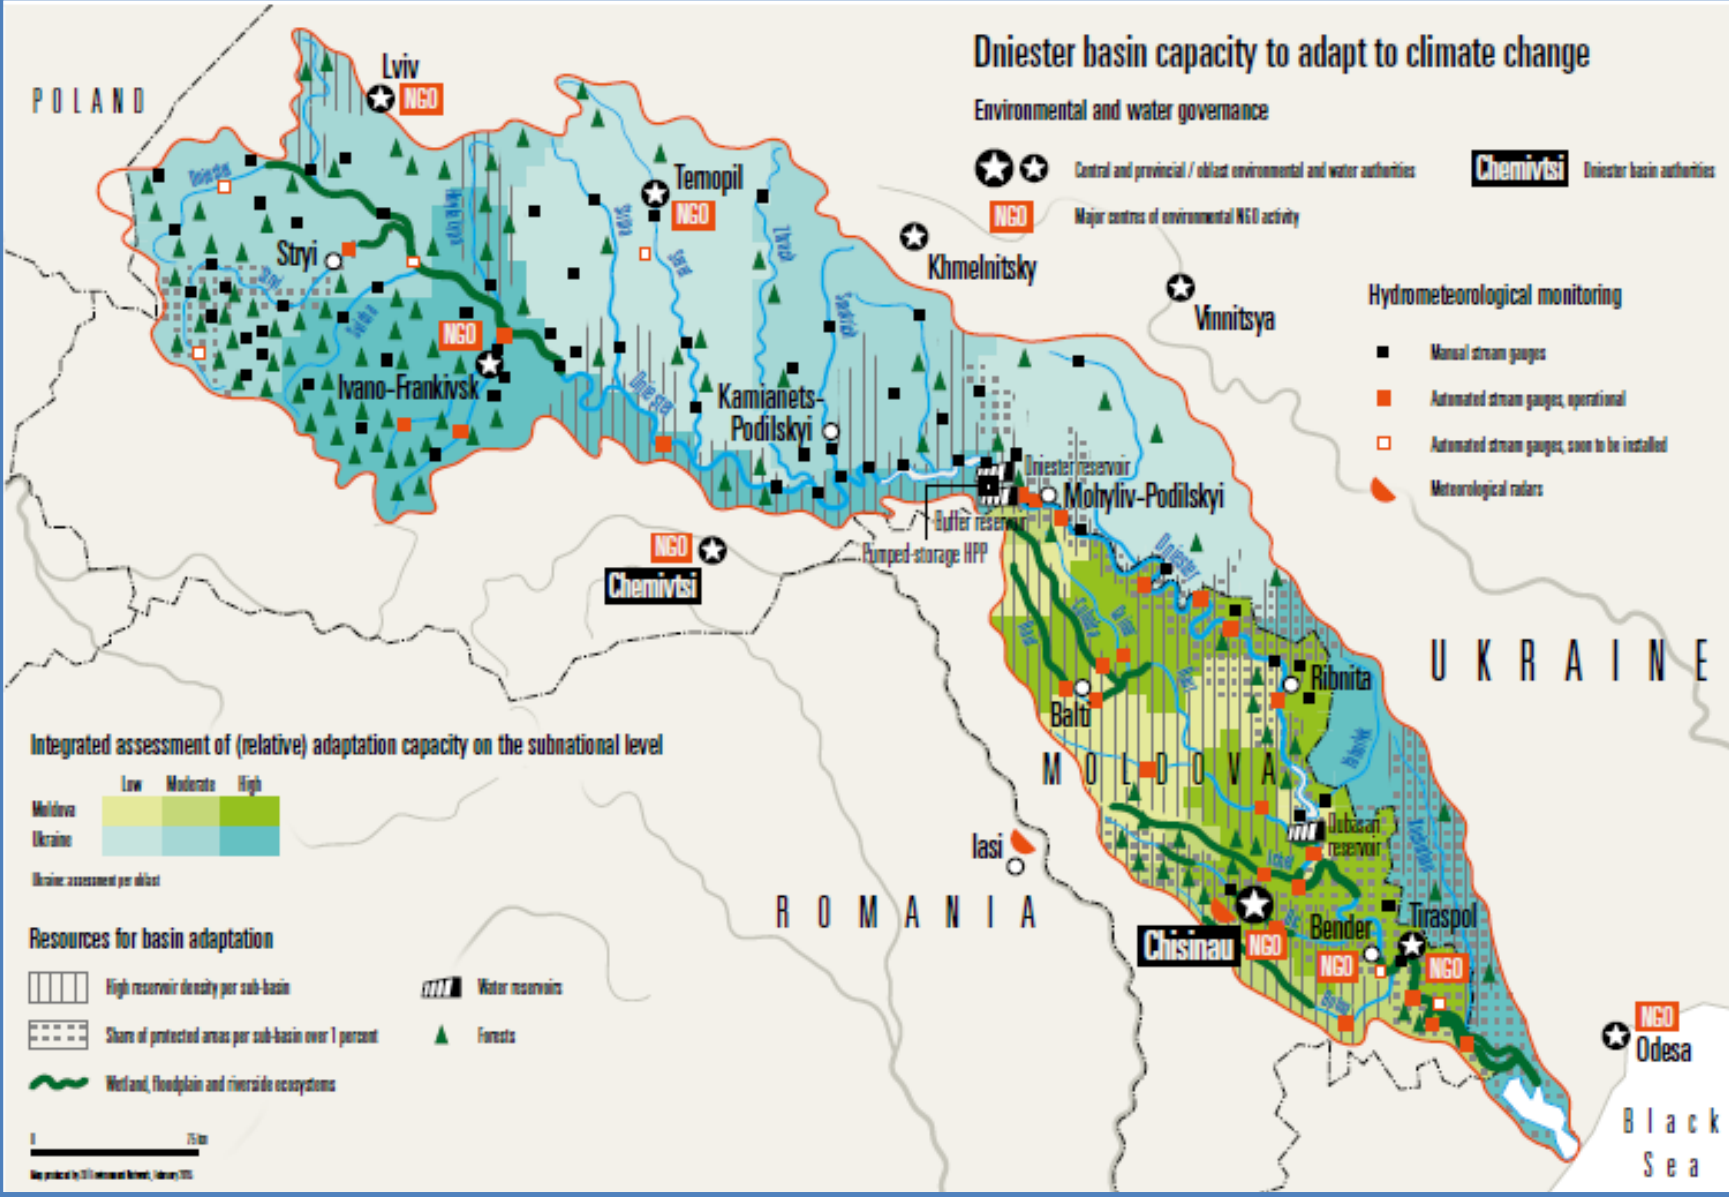 Dniester basin capacity to adapt to climate change
Environmental and water governance
Central and provincial / oblast environmental and water authorities
Chernivtsi
Dniester basin authorities
NGO
Major centres of environmental NGO activity
Hydrometeorological monitoring
Manual stream gauges
Automated stream gauges, operational
Automated stream gauges, soon to be installed
Meteorological radars
POLAND
Lviv
NGO
Dniester
Ternopil
NGO
Khmelnitsky
Vinnitsya
Stryi
NGO
Ivano-Frankivsk
Dniester
Kamianets-
Podilskyi
Dniester reservoir
Mohyliv-Podilskyi
Buffer reservoir
Pumped-storage HPP
NGO
Chernivtsi
Dniester
UKRAINE
Ribnita
Balti
MOLDOVA
Dubasari
reservoir
Iasi
ROMANIA
Chisinau
NGO
Bender
NGO
Tiraspol
NGO
NGO
Odesa
Black
Sea
Integrated assessment of (relative) adaptation capacity on the subnational level
Low Moderate High
Moldova
Ukraine
Ukraine: assessment per oblast
Resources for basin adaptation
High reservoir density per sub-basin
Water reservoirs
Share of protected areas per sub-basin over 1 percent
Forests
Wetland, floodplain and riverside ecosystems
0 75 km